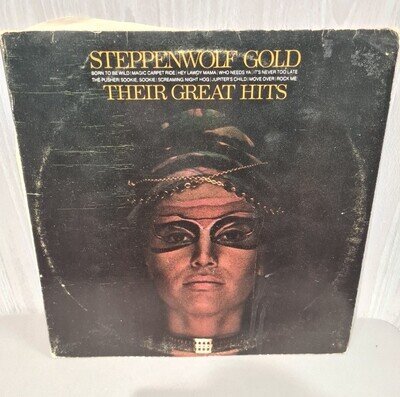 STEPPENWOLF GOLD
BORN TO BE WILD | MAGIC CARPET RIDE | HEY LAWDY MAMA | WHO NEEDS YA | IT'S NEVER TOO LATE
THE PUSHER | SOOKIE, SOOKIE | SCREAMING NIGHT HOG | JUPITER'S CHILD | MOVE OVER | ROCK ME
THEIR GREAT HITS